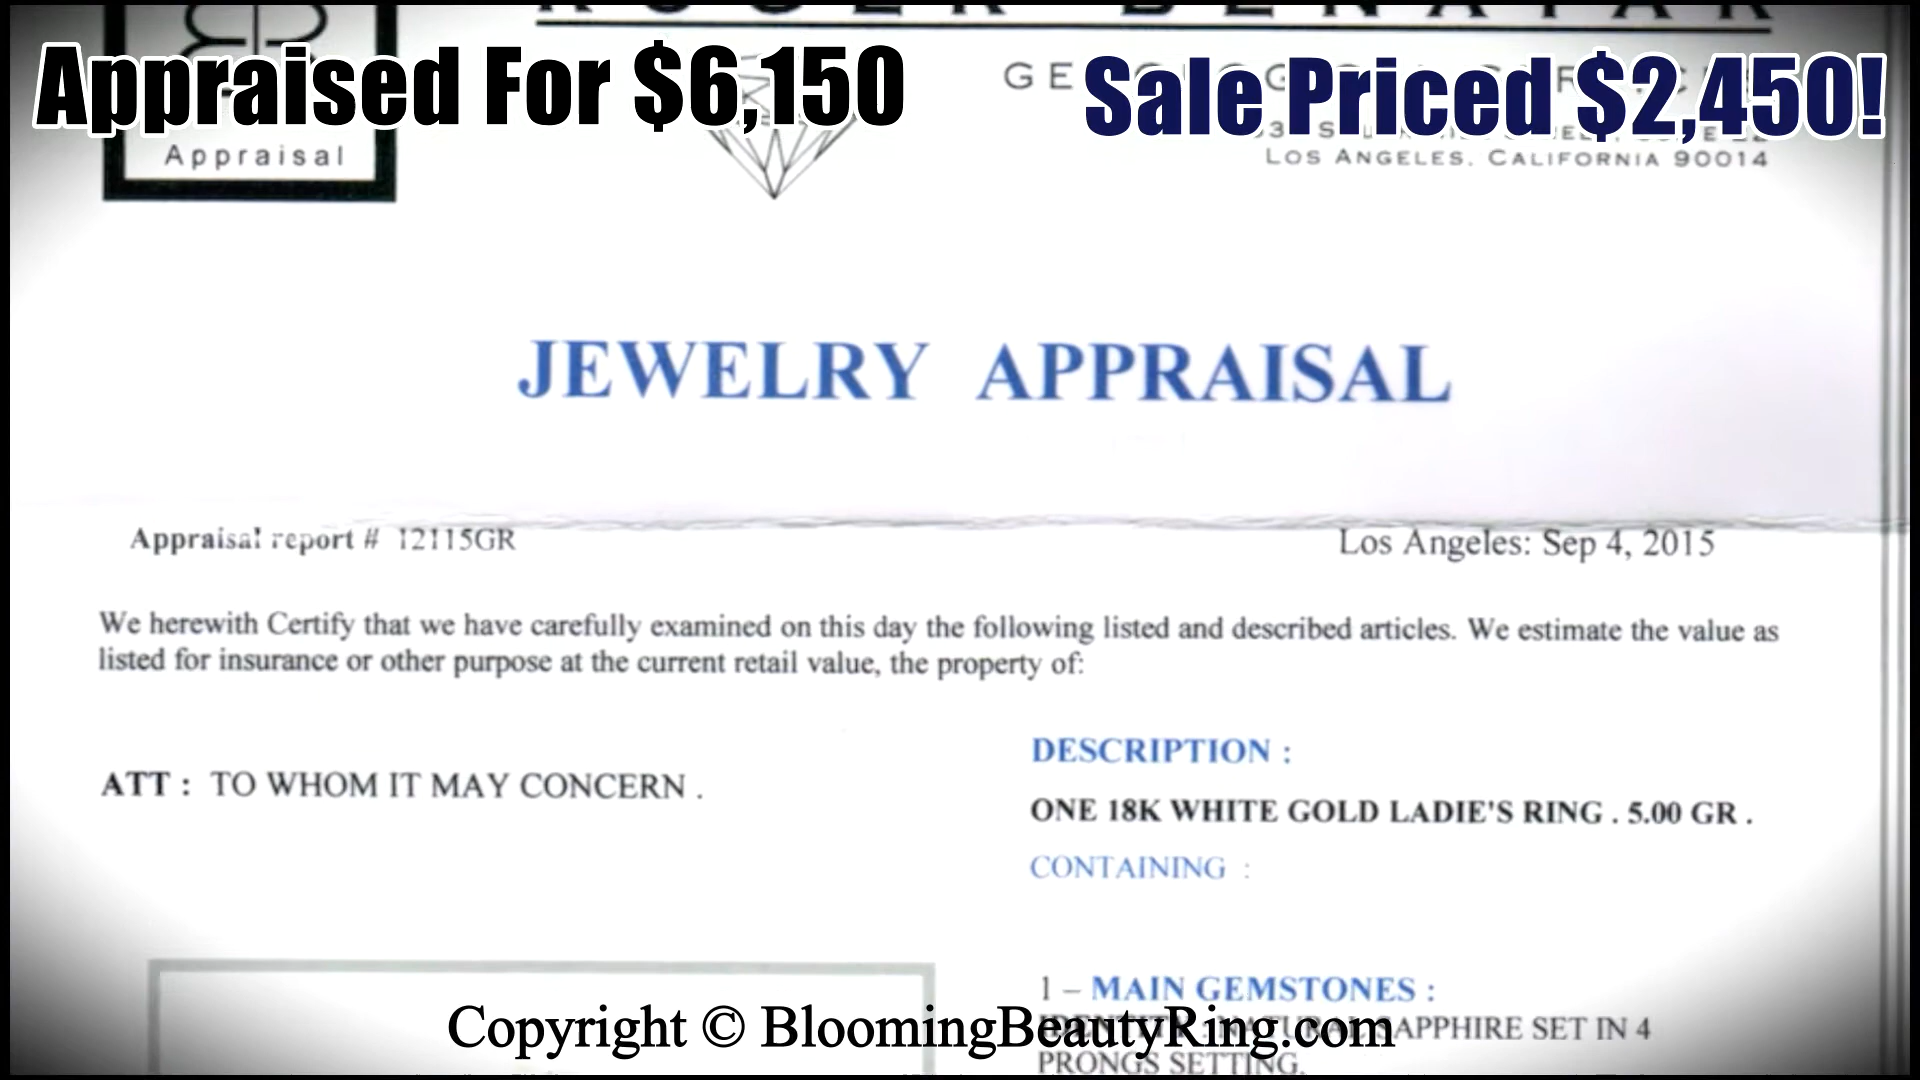 Appraised For $6,150
Sale Priced $2,450!
Appraisal
LOS ANGELES, CALIFORNIA 90014
JEWELRY APPRAISAL
Appraisal report # 12115GR
Los Angeles: Sep 4, 2015
We herewith Certify that we have carefully examined on this day the following listed and described articles. We estimate the value as
listed for insurance or other purpose at the current retail value, the property of:
ATT : TO WHOM IT MAY CONCERN .
DESCRIPTION :
ONE 18K WHITE GOLD LADIE'S RING . 5.00 GR .
CONTAINING :
1 – MAIN GEMSTONES :
NATURAL SAPPHIRE SET IN 4
PRONGS SETTING.
Copyright © BloomingBeautyRing.com